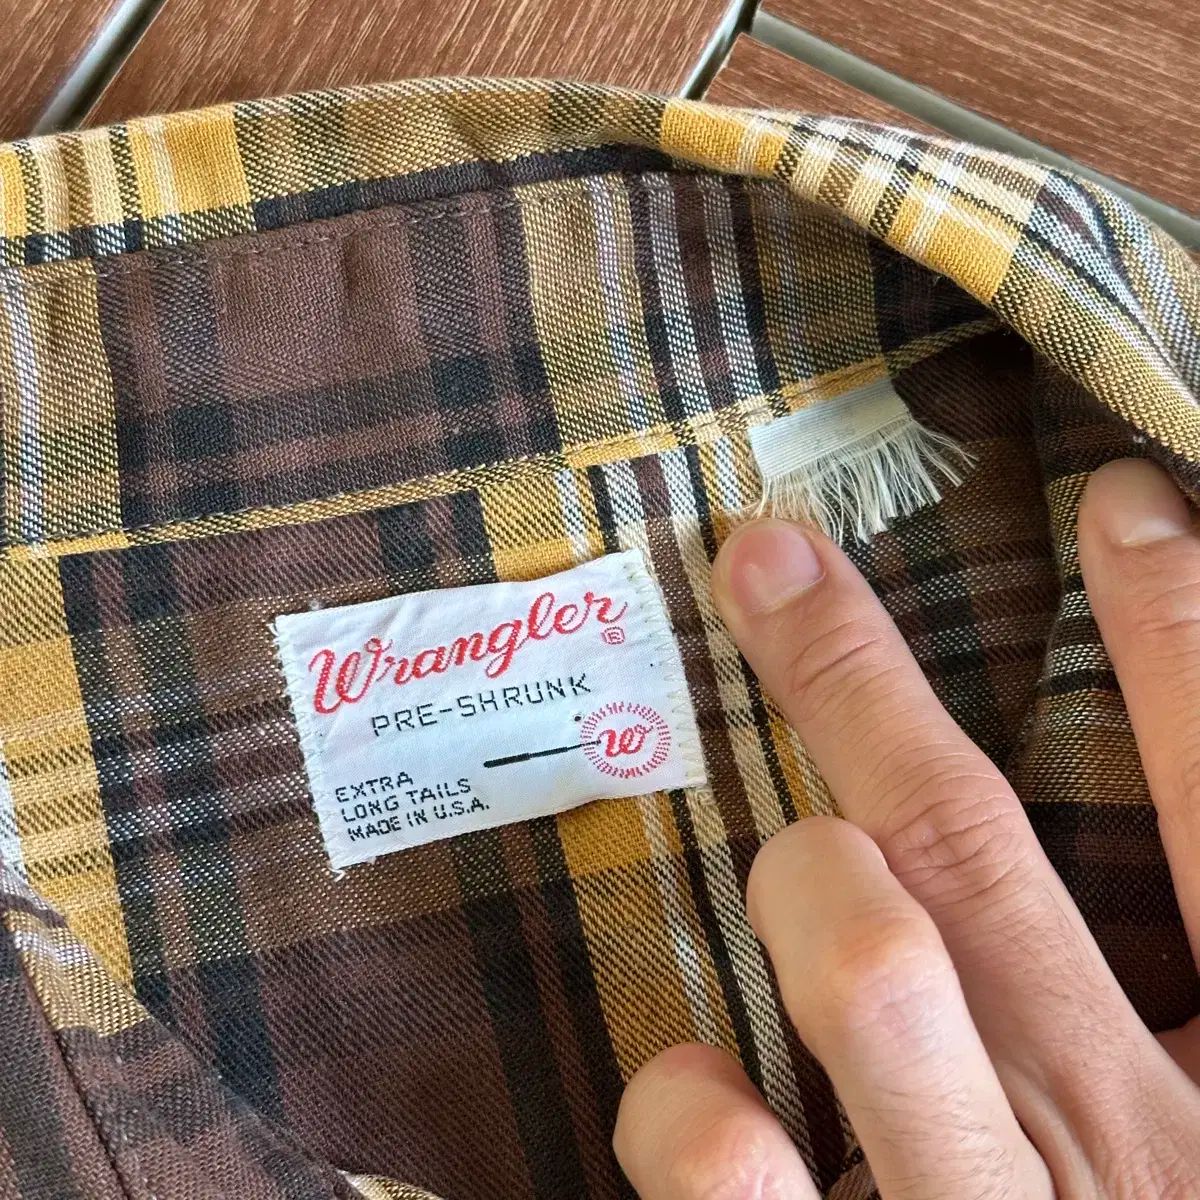 Wrangler ®
PRE-SHRUNK
W
EXTRA
LONG TAILS
MADE IN U.S.A.